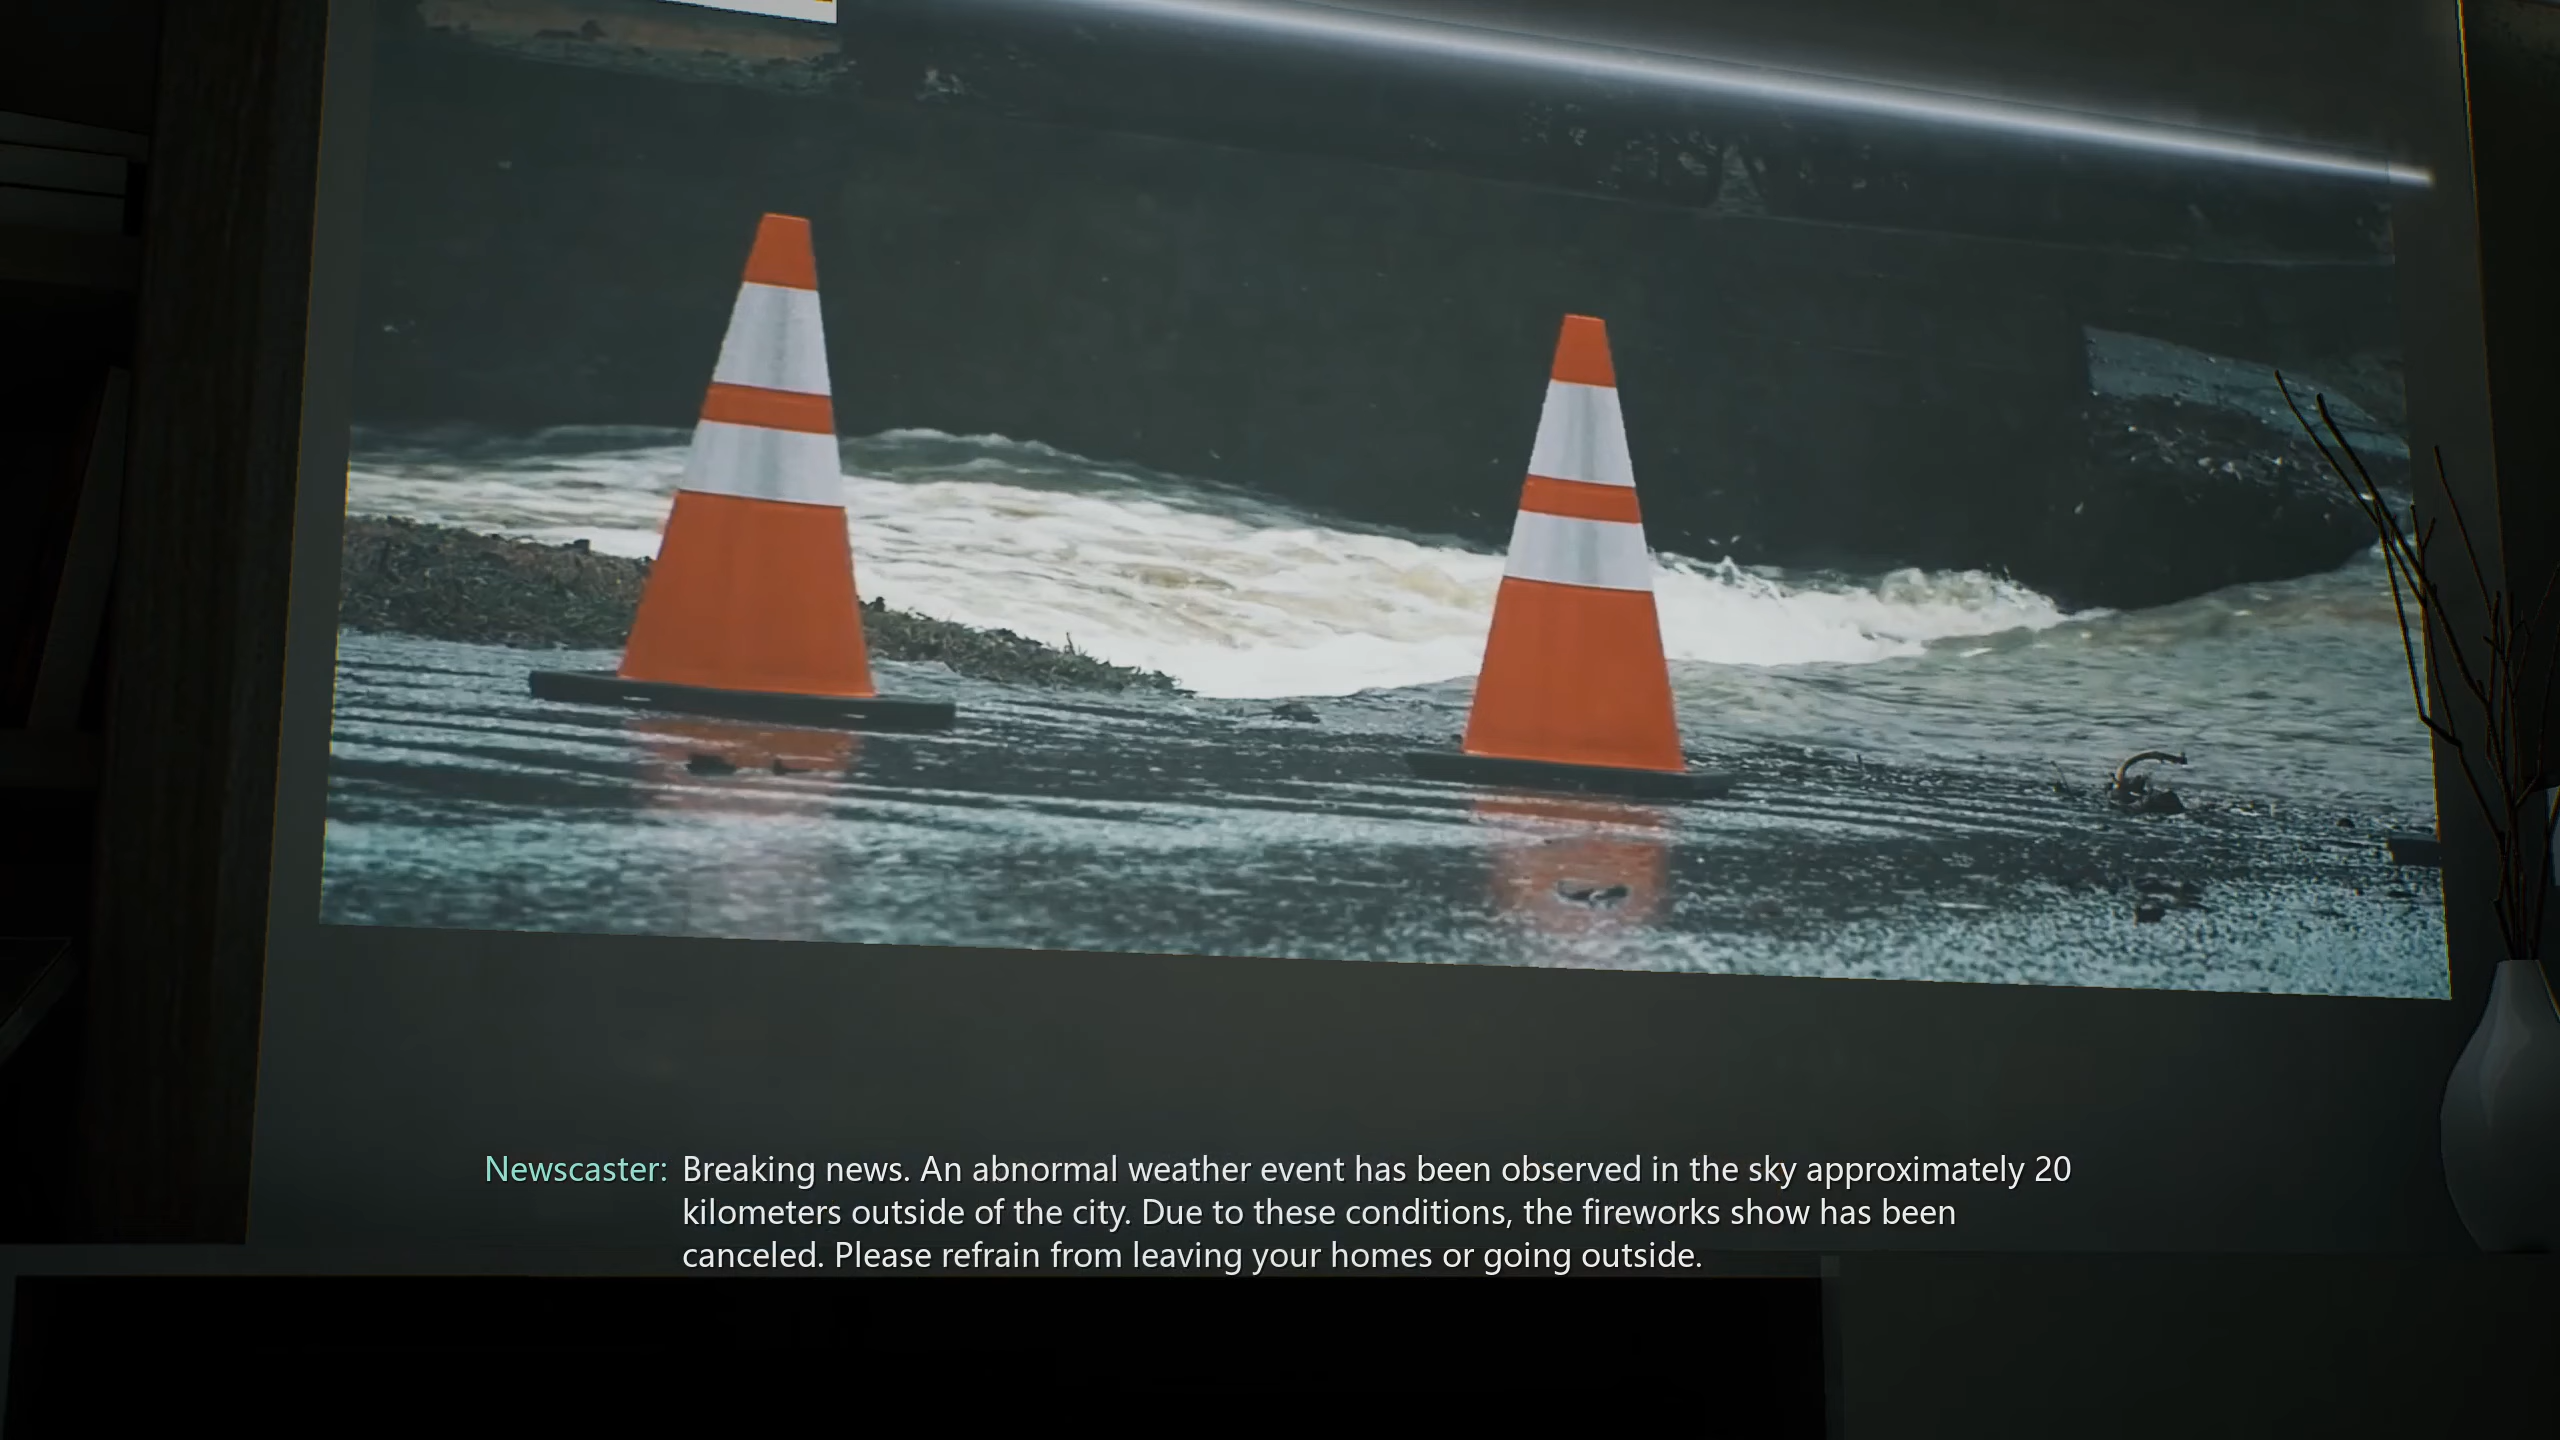 Newscaster: Breaking news. An abnormal weather event has been observed in the sky approximately 20
kilometers outside of the city. Due to these conditions, the fireworks show has been
canceled. Please refrain from leaving your homes or going outside.